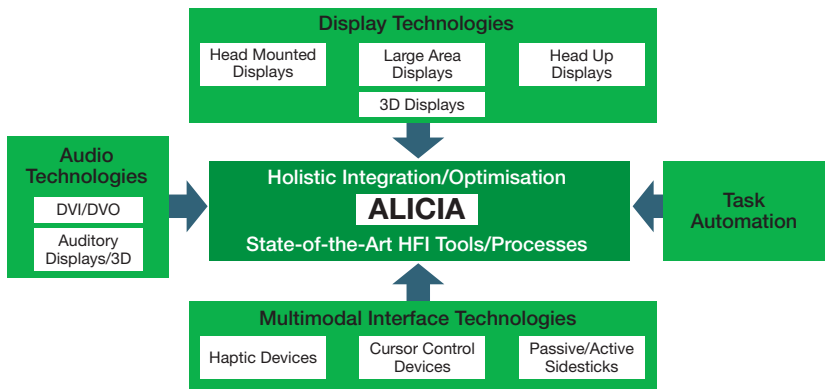 Display Technologies
Head Mounted
Displays
Large Area
Displays
Head Up
Displays
3D Displays
Audio
Technologies
DVI/DVO
Auditory
Displays/3D
Holistic Integration/Optimisation
ALICIA
State-of-the-Art HFI Tools/Processes
Task
Automation
Multimodal Interface Technologies
Haptic Devices
Cursor Control
Devices
Passive/Active
Sidesticks